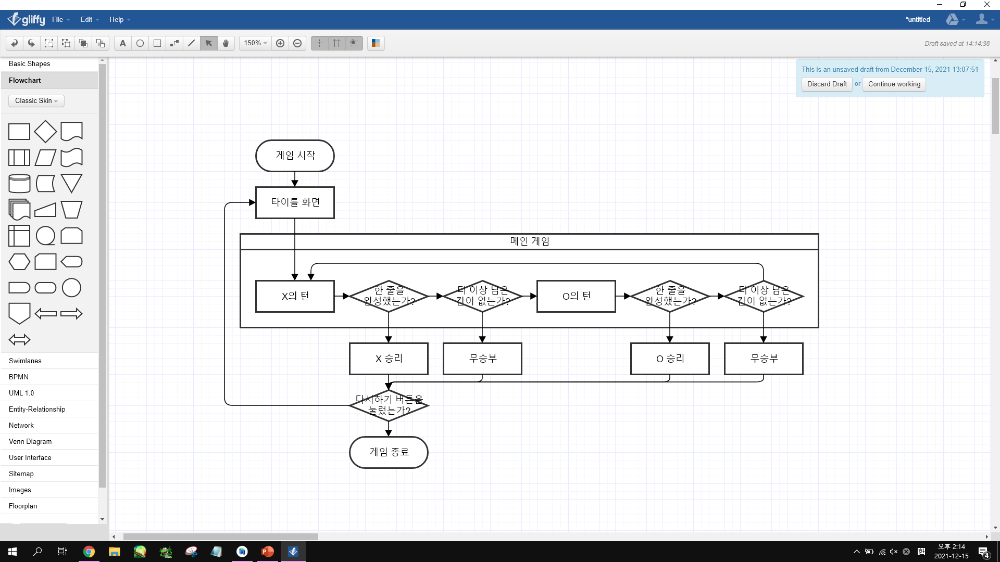 gliffy
File
Edit
Help
*untitled
150%
Draft saved at 14:14:38
Basic Shapes
Flowchart
Classic Skin
Swimlanes
BPMN
UML 1.0
Entity-Relationship
Network
Venn Diagram
User Interface
Sitemap
Images
Floorplan
This is an unsaved draft from December 15, 2021 13:07:51
Discard Draft or Continue working
게임 시작
타이틀 화면
메인 게임
X의 턴
한 줄을
완성했는가?
더 이상 남은
칸이 없는가?
O의 턴
한 줄을
완성했는가?
더 이상 남은
칸이 없는가?
X 승리
무승부
O 승리
무승부
다시하기 버튼을
눌렀는가?
게임 종료
한
오후 2:14
2021-12-15
4